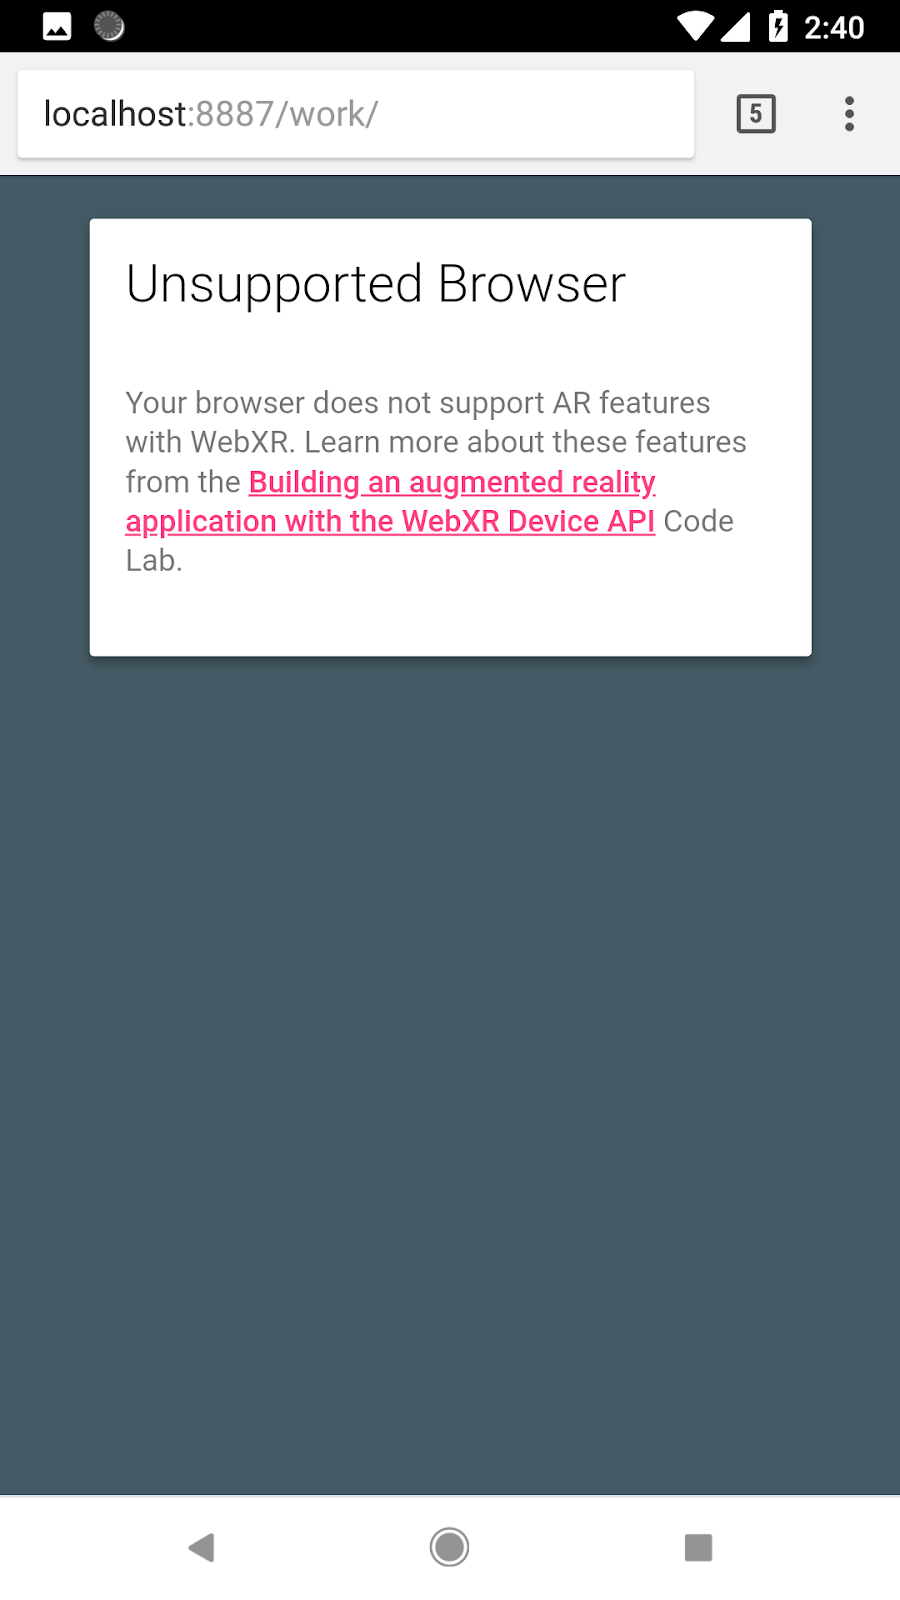 2:40
localhost:8887/work/
5
Unsupported Browser
Your browser does not support AR features
with WebXR. Learn more about these features
from the Building an augmented reality
application with the WebXR Device API Code
Lab.